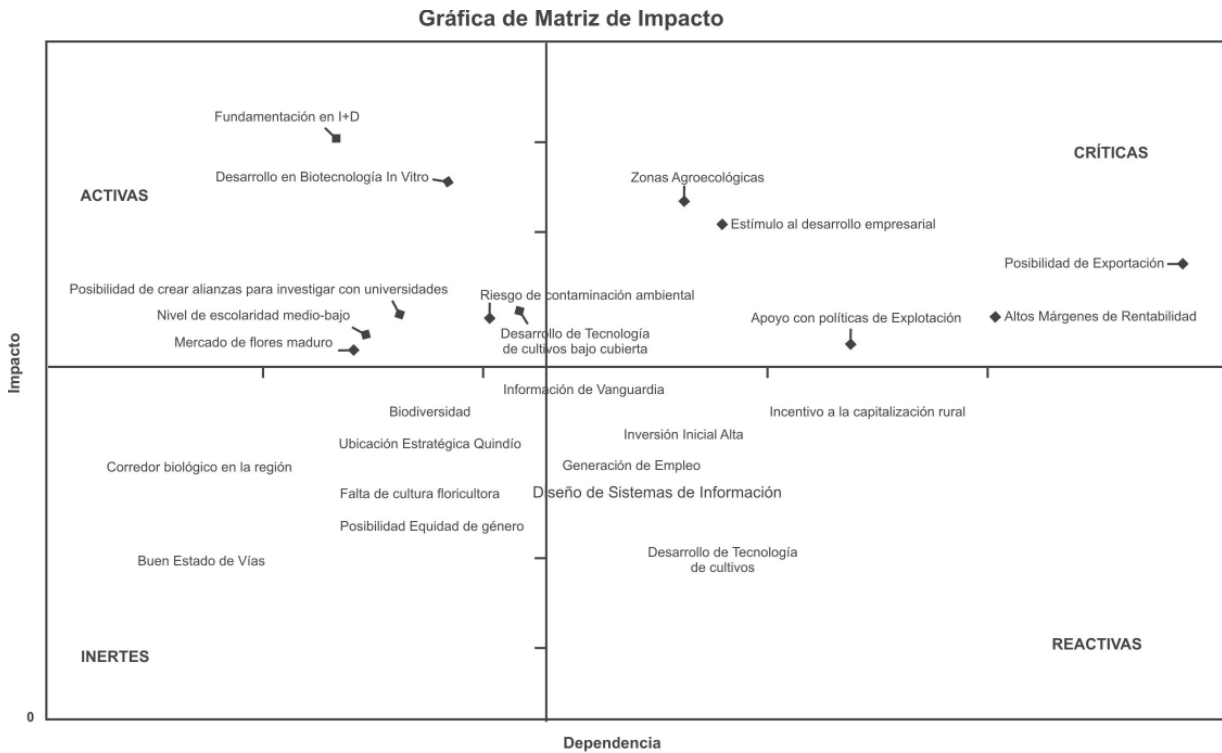 Gráfica de Matriz de Impacto
Fundamentación en I+D
CRÍTICAS
Desarrollo en Biotecnología In Vitro
Zonas Agroecológicas
ACTIVAS
Estímulo al desarrollo empresarial
Posibilidad de Exportación
Posibilidad de crear alianzas para investigar con universidades
Riesgo de contaminación ambiental
Nivel de escolaridad medio-bajo
Apoyo con políticas de Explotación
Altos Márgenes de Rentabilidad
Mercado de flores maduro
Desarrollo de Tecnología
de cultivos bajo cubierta
Impacto
Información de Vanguardia
Biodiversidad
Incentivo a la capitalización rural
Ubicación Estratégica Quindío
Inversión Inicial Alta
Corredor biológico en la región
Generación de Empleo
Falta de cultura floricultora
Diseño de Sistemas de Información
Posibilidad Equidad de género
Buen Estado de Vías
Desarrollo de Tecnología
de cultivos
INERTES
REACTIVAS
0
Dependencia